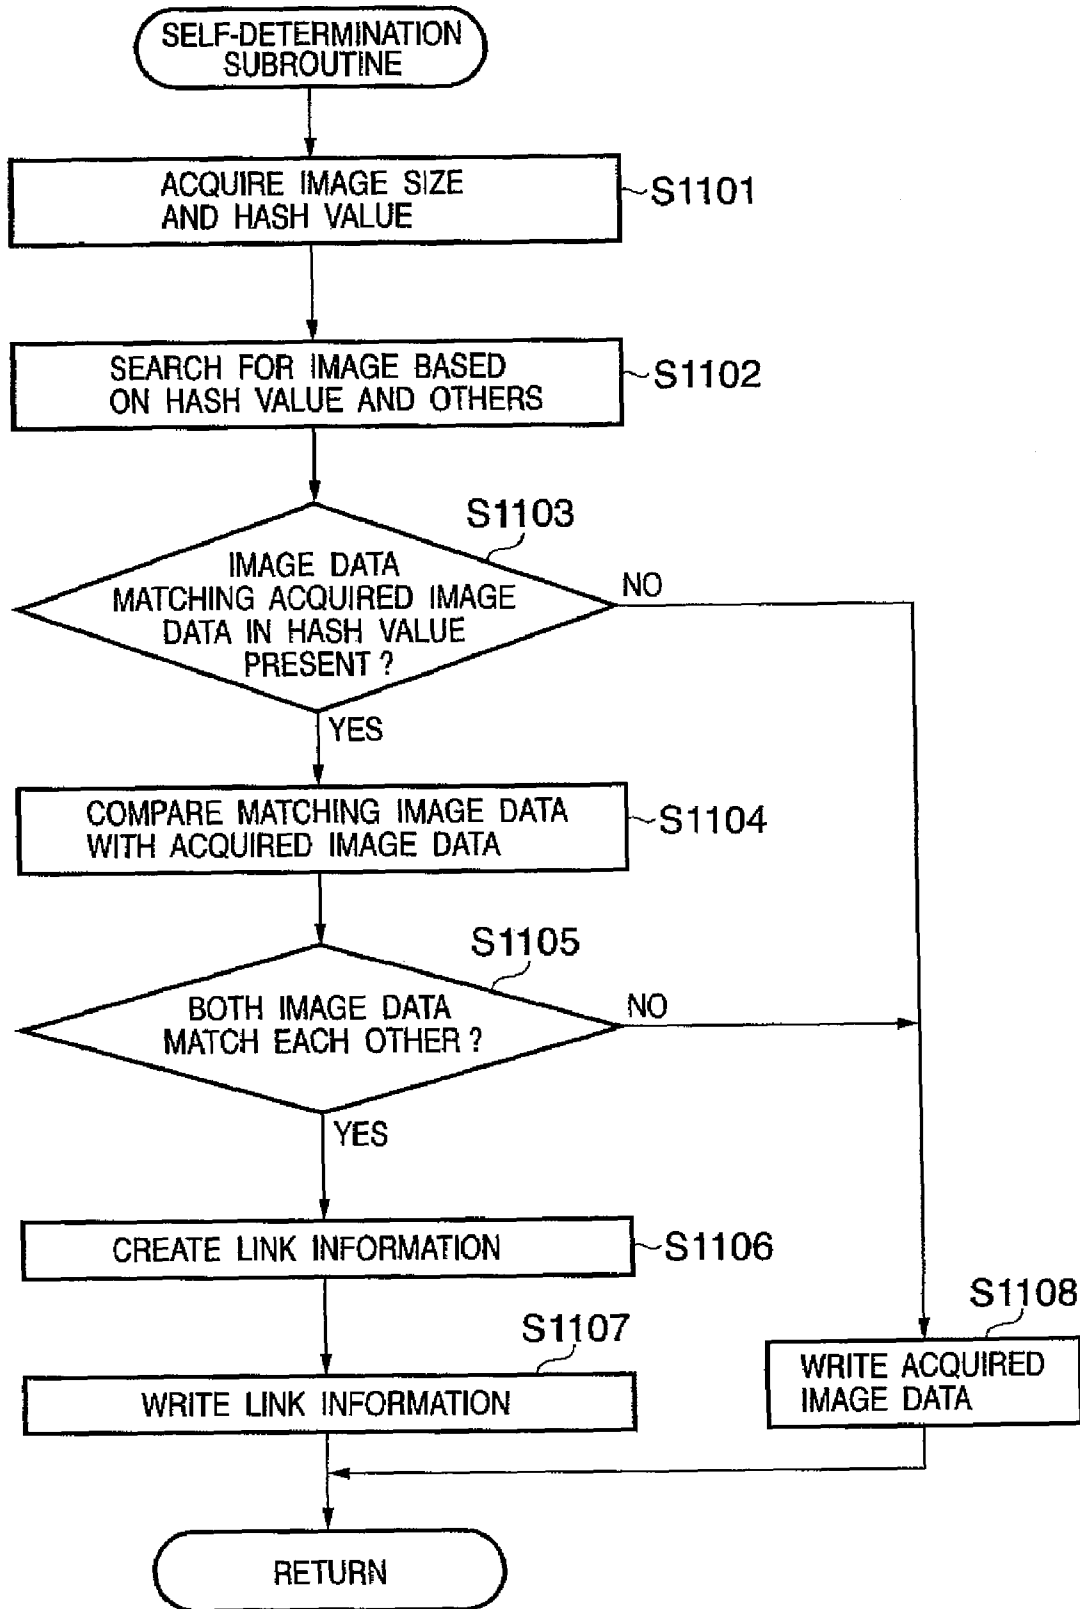 SELF-DETERMINATION
SUBROUTINE
ACQUIRE IMAGE SIZE
AND HASH VALUE
S1101
SEARCH FOR IMAGE BASED
ON HASH VALUE AND OTHERS
S1102
S1103
IMAGE DATA
MATCHING ACQUIRED IMAGE
DATA IN HASH VALUE
PRESENT ?
NO
YES
COMPARE MATCHING IMAGE DATA
WITH ACQUIRED IMAGE DATA
S1104
S1105
BOTH IMAGE DATA
MATCH EACH OTHER ?
NO
YES
CREATE LINK INFORMATION
S1106
S1107
WRITE LINK INFORMATION
S1108
WRITE ACQUIRED
IMAGE DATA
RETURN